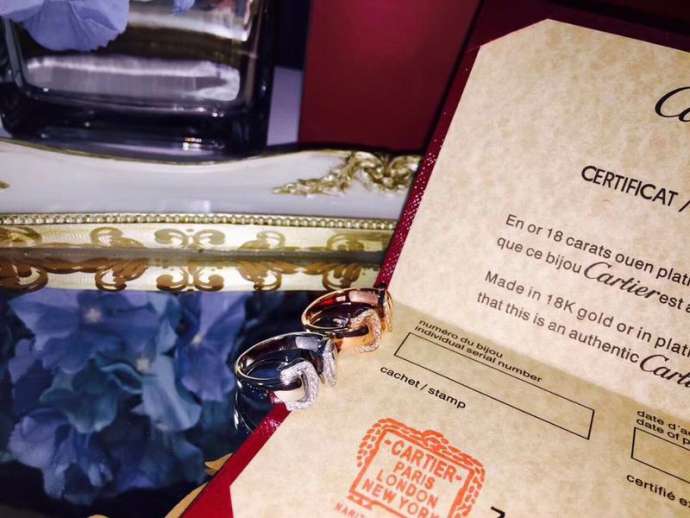 CERTIFICAT /
En or 18 carats ouen plati
que ce bijou Cartier est
Made in 18K gold or in plati
that this is an authentic Cartier
numéro du bijou
individual serial number
cachet / stamp
date d'a
date of p
certifié e
CARTIER
PARIS
LONDON
NEW YORK